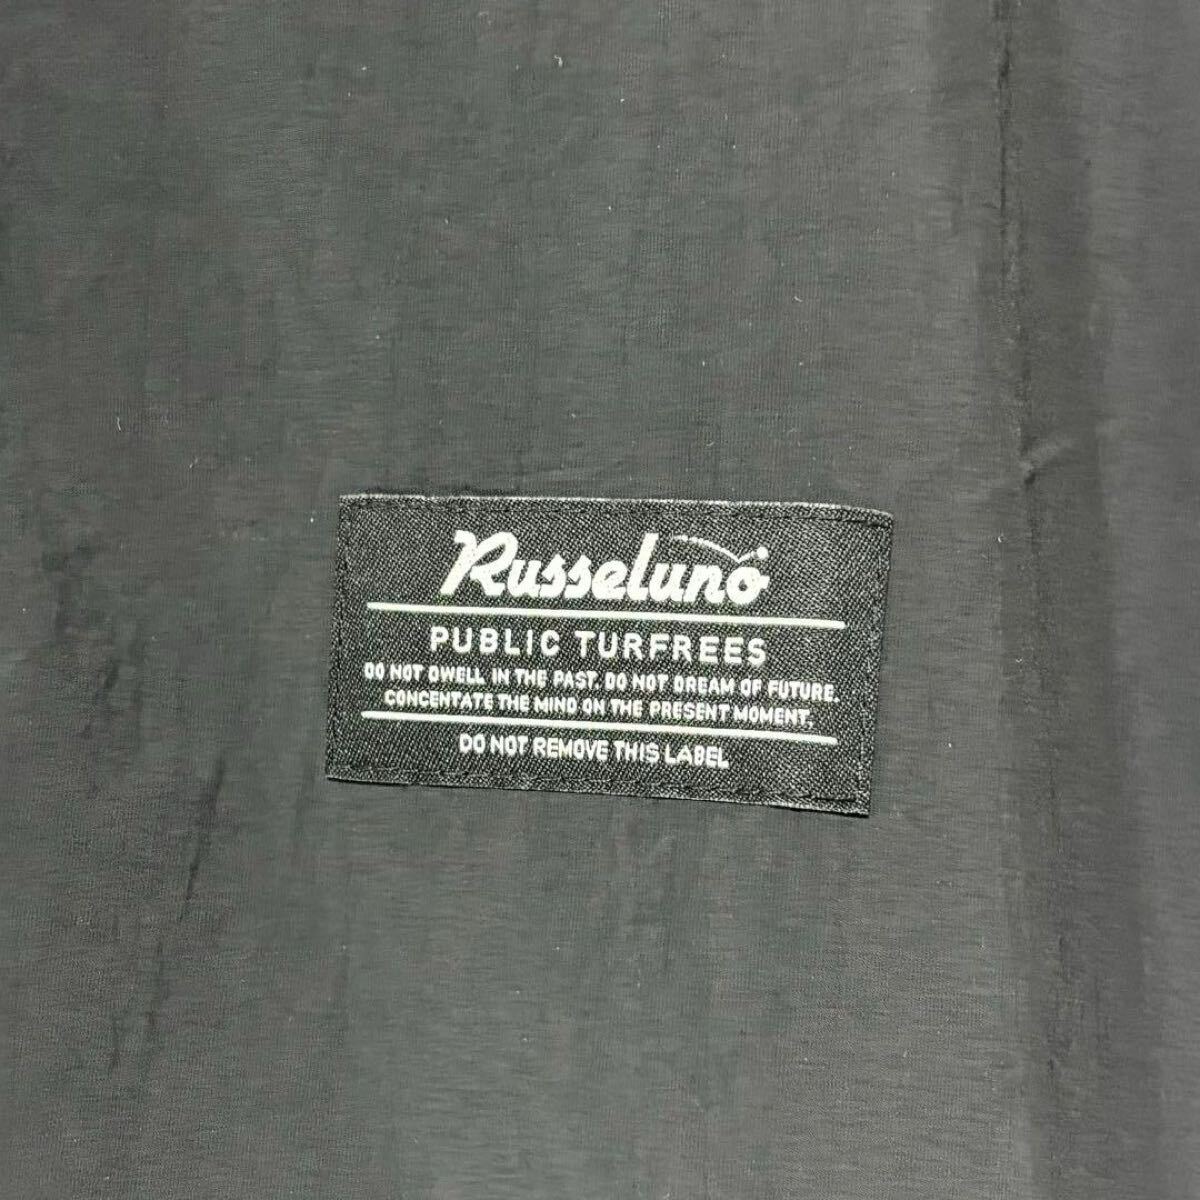 Russeluno
PUBLIC TURFREES
DO NOT DWELL IN THE PAST. DO NOT DREAM OF FUTURE.
CONCENTATE THE MIND ON THE PRESENT MOMENT.
DO NOT REMOVE THIS LABEL